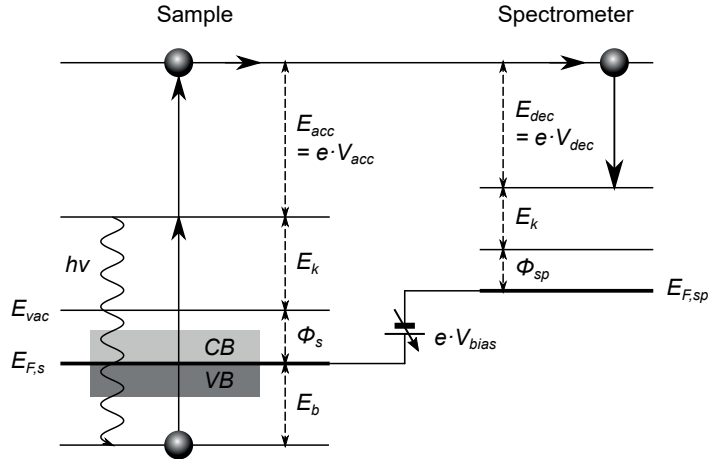 Sample
Spectrometer
E_acc
= e·V_acc
E_dec
= e·V_dec
hν
E_k
E_k
Φ_sp
E_F,sp
E_vac
Φ_s
CB
e·V_bias
E_F,s
VB
E_b